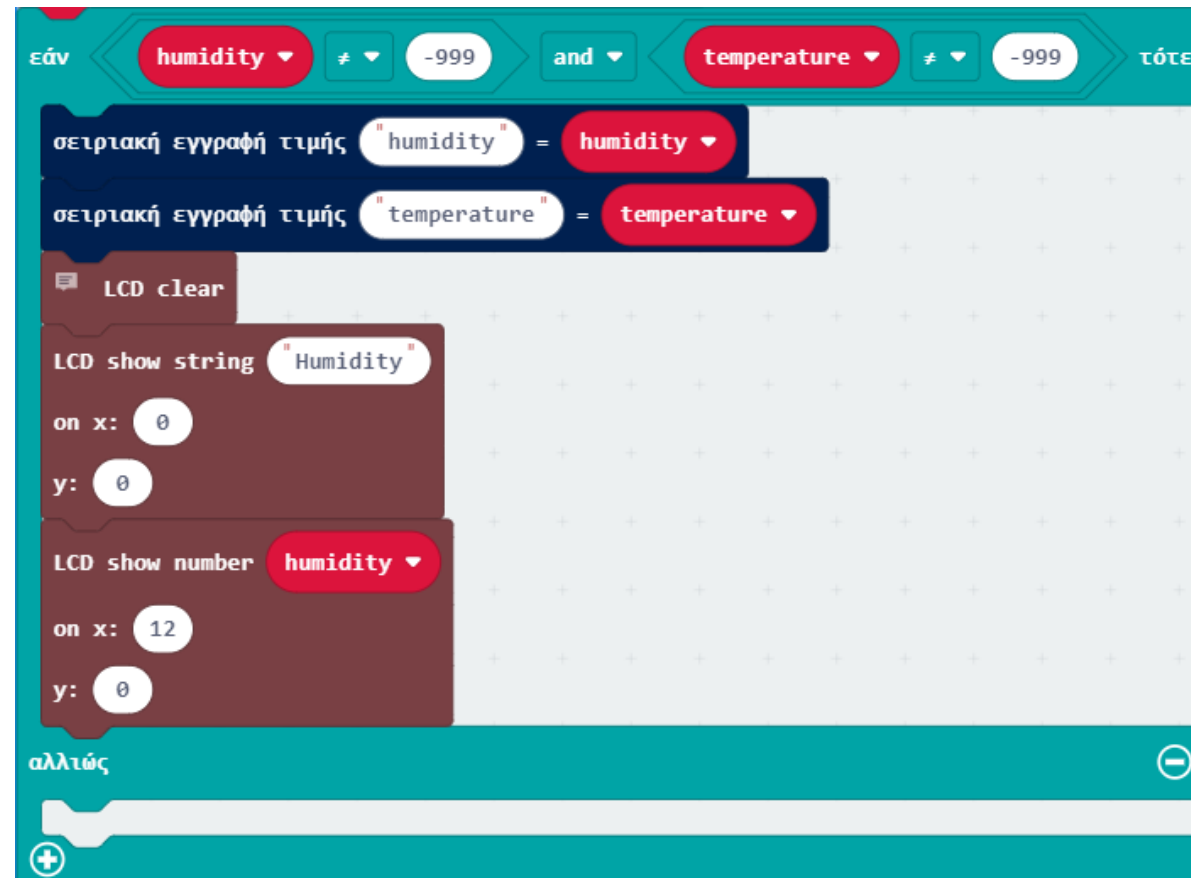 εάν humidity ≠ -999 and temperature ≠ -999 τότε
σειριακή εγγραφή τιμής "humidity" = humidity
σειριακή εγγραφή τιμής "temperature" = temperature
LCD clear
LCD show string "Humidity"
on x: 0
y: 0
LCD show number humidity
on x: 12
y: 0
αλλιώς